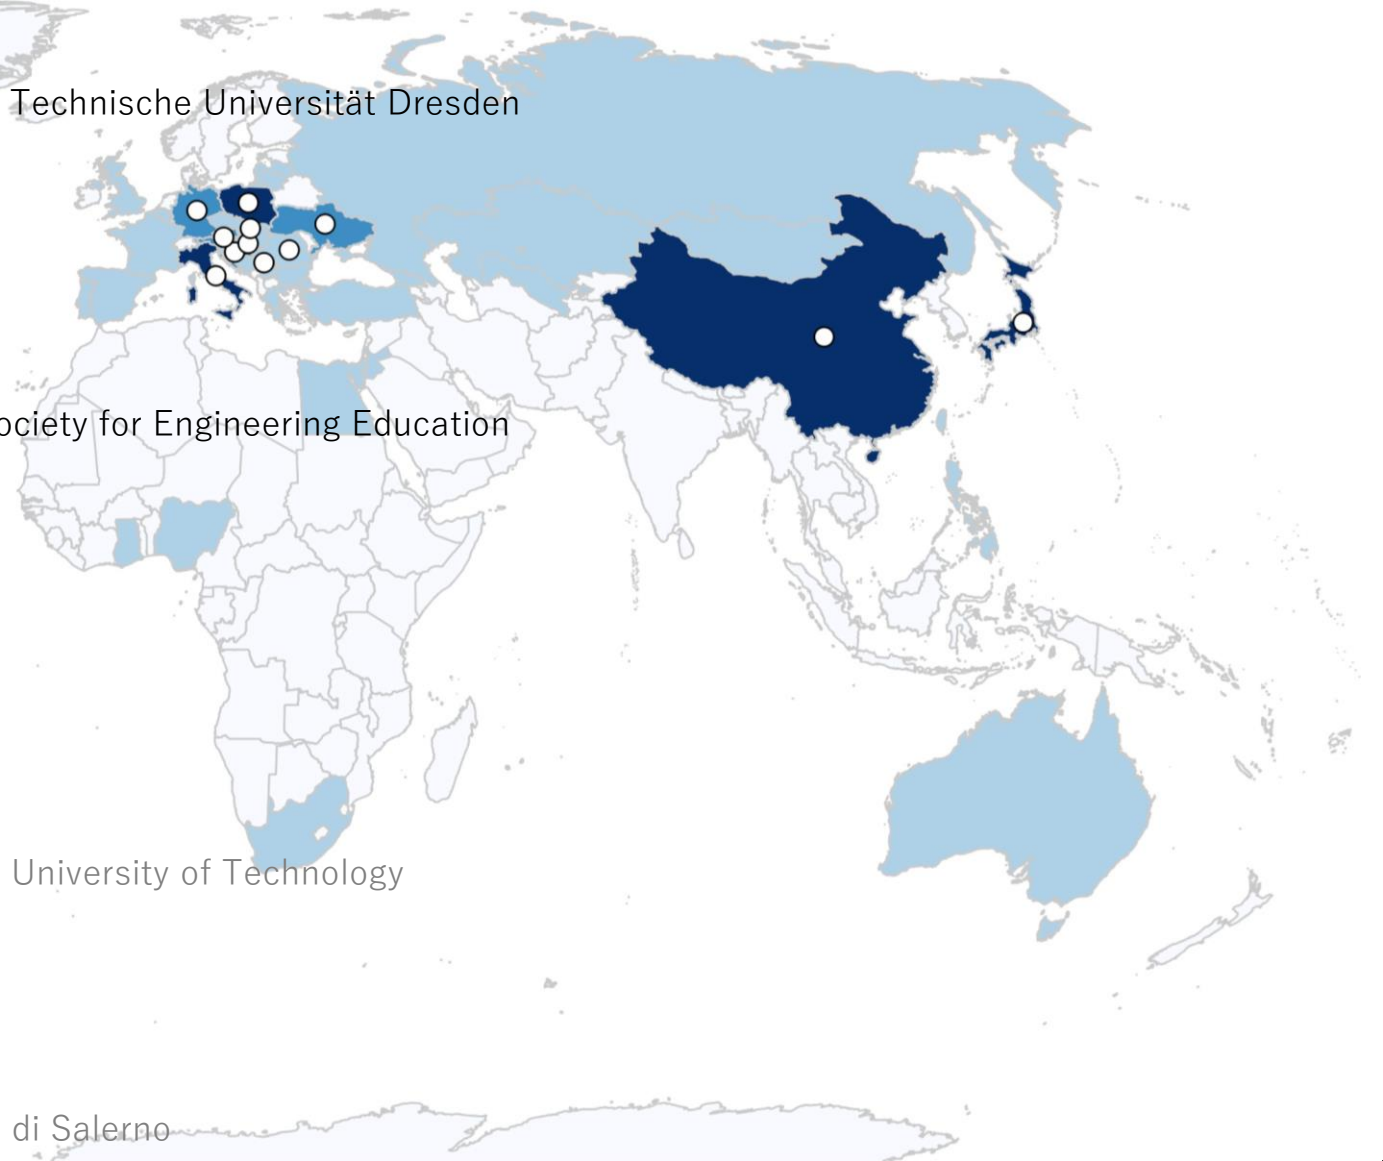 Technische Universität Dresden
ociety for Engineering Education
University of Technology
di Salerno